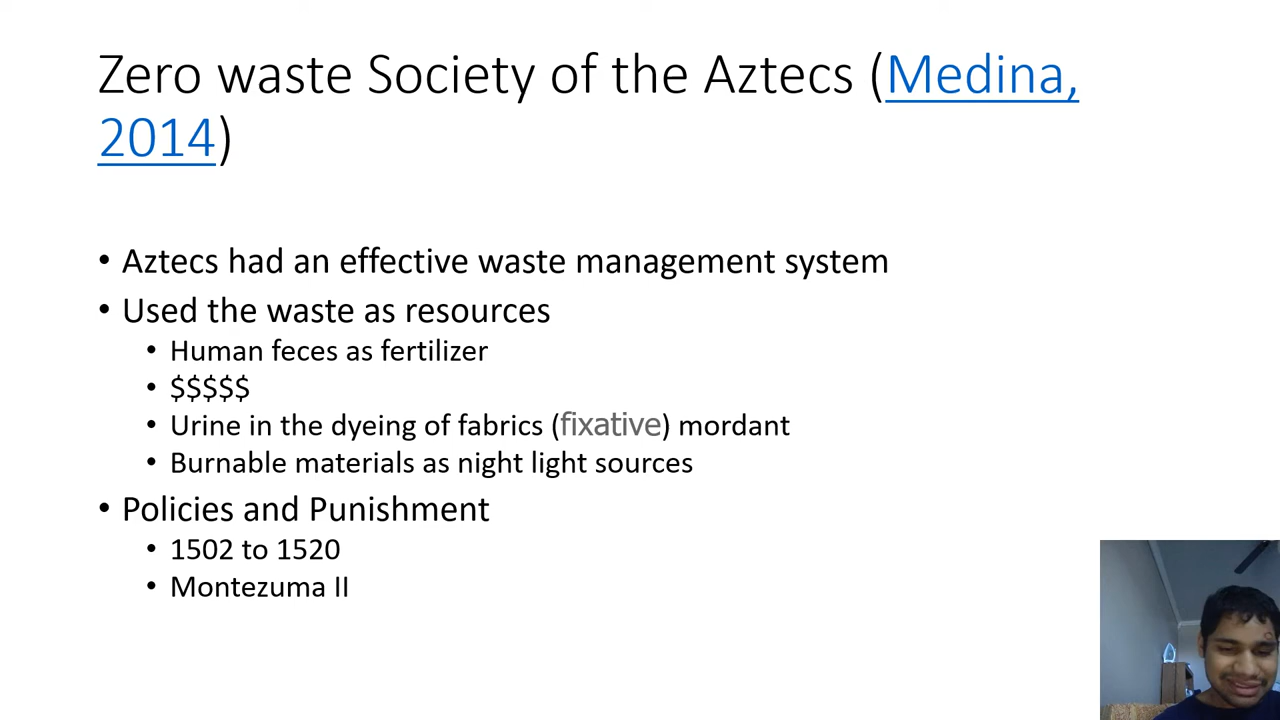 Zero waste Society of the Aztecs (Medina,
2014)
• Aztecs had an effective waste management system
• Used the waste as resources
• Human feces as fertilizer
• $$$$$
• Urine in the dyeing of fabrics (fixative) mordant
• Burnable materials as night light sources
• Policies and Punishment
• 1502 to 1520
• Montezuma II